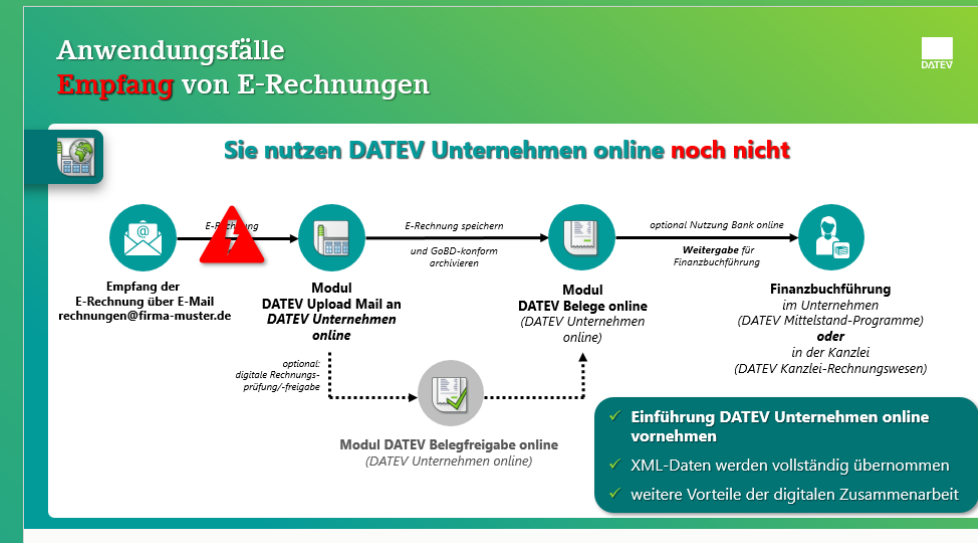 Anwendungsfälle
Empfang von E-Rechnungen
DATEV
Sie nutzen DATEV Unternehmen online noch nicht
@
E-Rechnung
E-Rechnung speichern
und GoBD-konform
archivieren
optional Nutzung Bank online
Weitergabe für
Finanzbuchführung
Empfang der
E-Rechnung über E-Mail
rechnungen@firma-muster.de
Modul
DATEV Upload Mail an
DATEV Unternehmen
online
Modul
DATEV Belege online
(DATEV Unternehmen
online)
Finanzbuchführung
im Unternehmen
(DATEV Mittelstand-Programme)
oder
in der Kanzlei
(DATEV Kanzlei-Rechnungswesen)
optional:
digitale Rechnungs-
prüfung/-freigabe
Modul DATEV Belegfreigabe online
(DATEV Unternehmen online)
✓ Einführung DATEV Unternehmen online
vornehmen
✓ XML-Daten werden vollständig übernommen
✓ weitere Vorteile der digitalen Zusammenarbeit